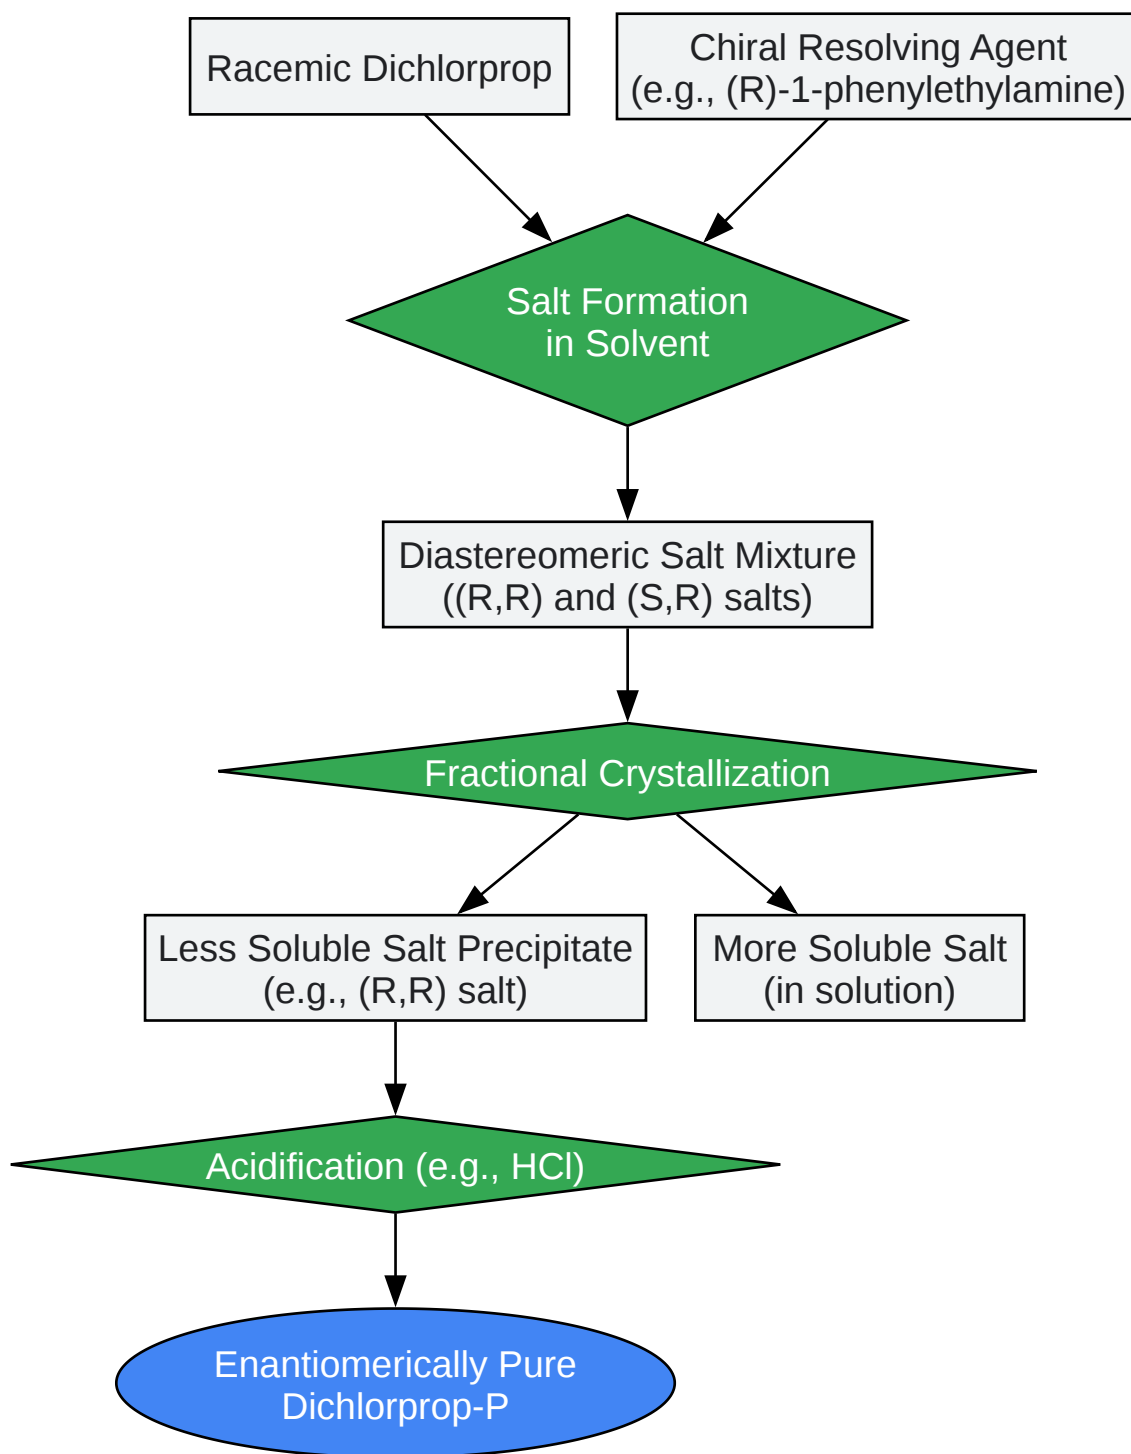 Racemic Dichlorprop
Chiral Resolving Agent
(e.g., (R)-1-phenylethylamine)
Salt Formation
in Solvent
Diastereomeric Salt Mixture
((R,R) and (S,R) salts)
Fractional Crystallization
Less Soluble Salt Precipitate
(e.g., (R,R) salt)
More Soluble Salt
(in solution)
Acidification (e.g., HCl)
Enantiomerically Pure
Dichlorprop-P